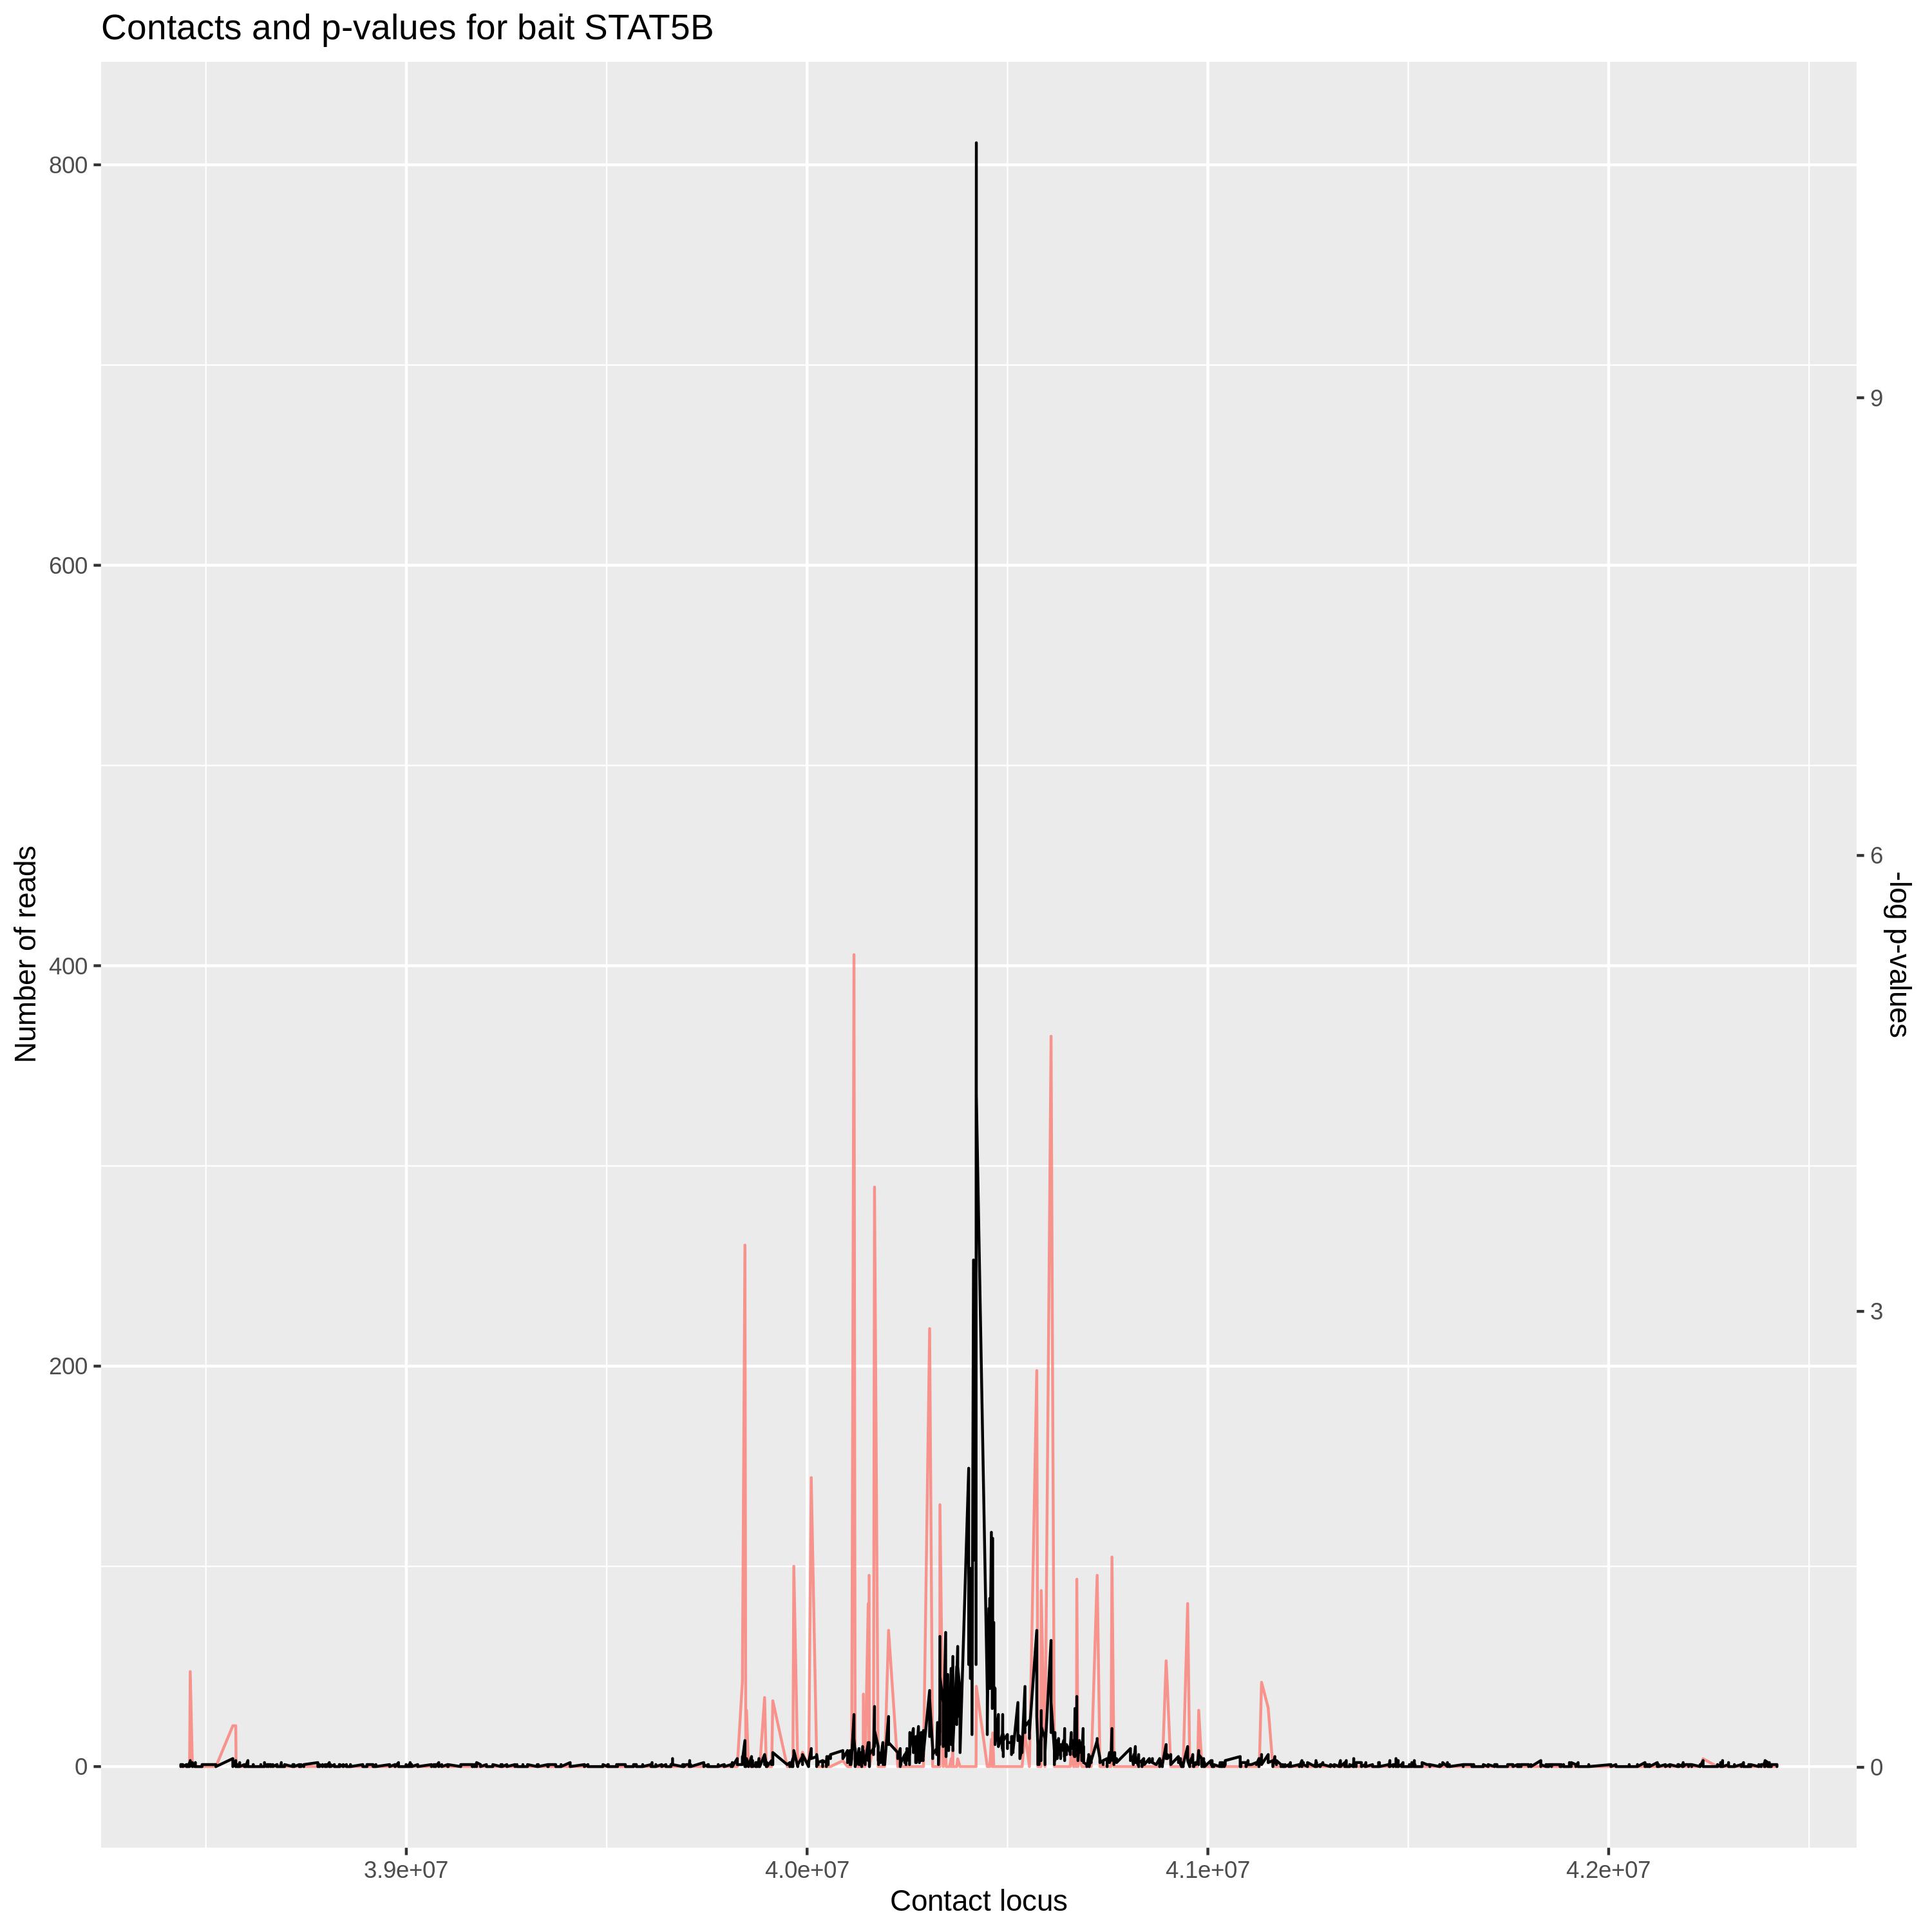 Contacts and p-values for bait STAT5B
800
600
400
200
0
Number of reads
9
6
3
0
-log p-values
3.9e+07
4.0e+07
4.1e+07
4.2e+07
Contact locus